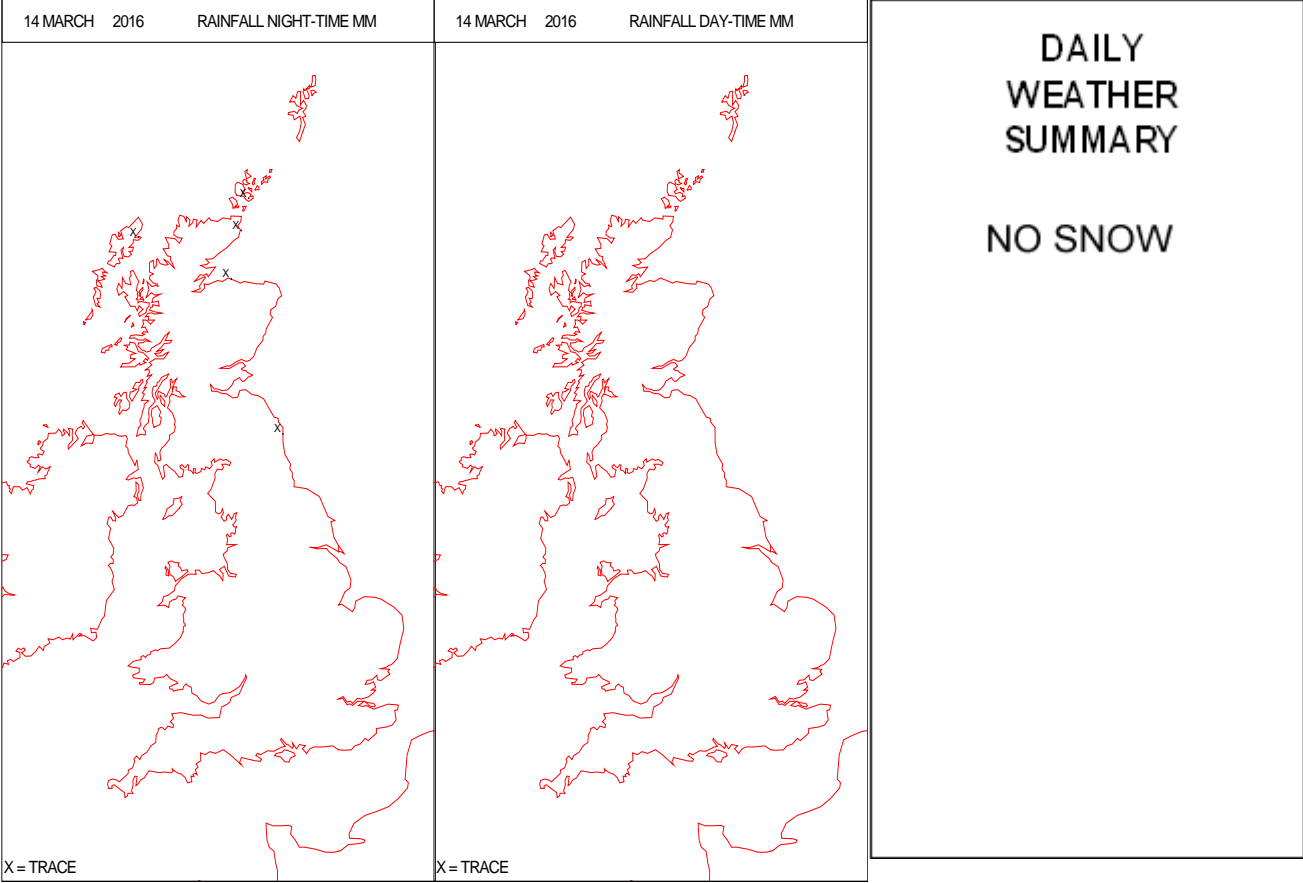 14 MARCH 2016 RAINFALL NIGHT-TIME MM
X
X
X
X
X
X = TRACE
14 MARCH 2016 RAINFALL DAY-TIME MM
X = TRACE
DAILY
WEATHER
SUMMARY
NO SNOW